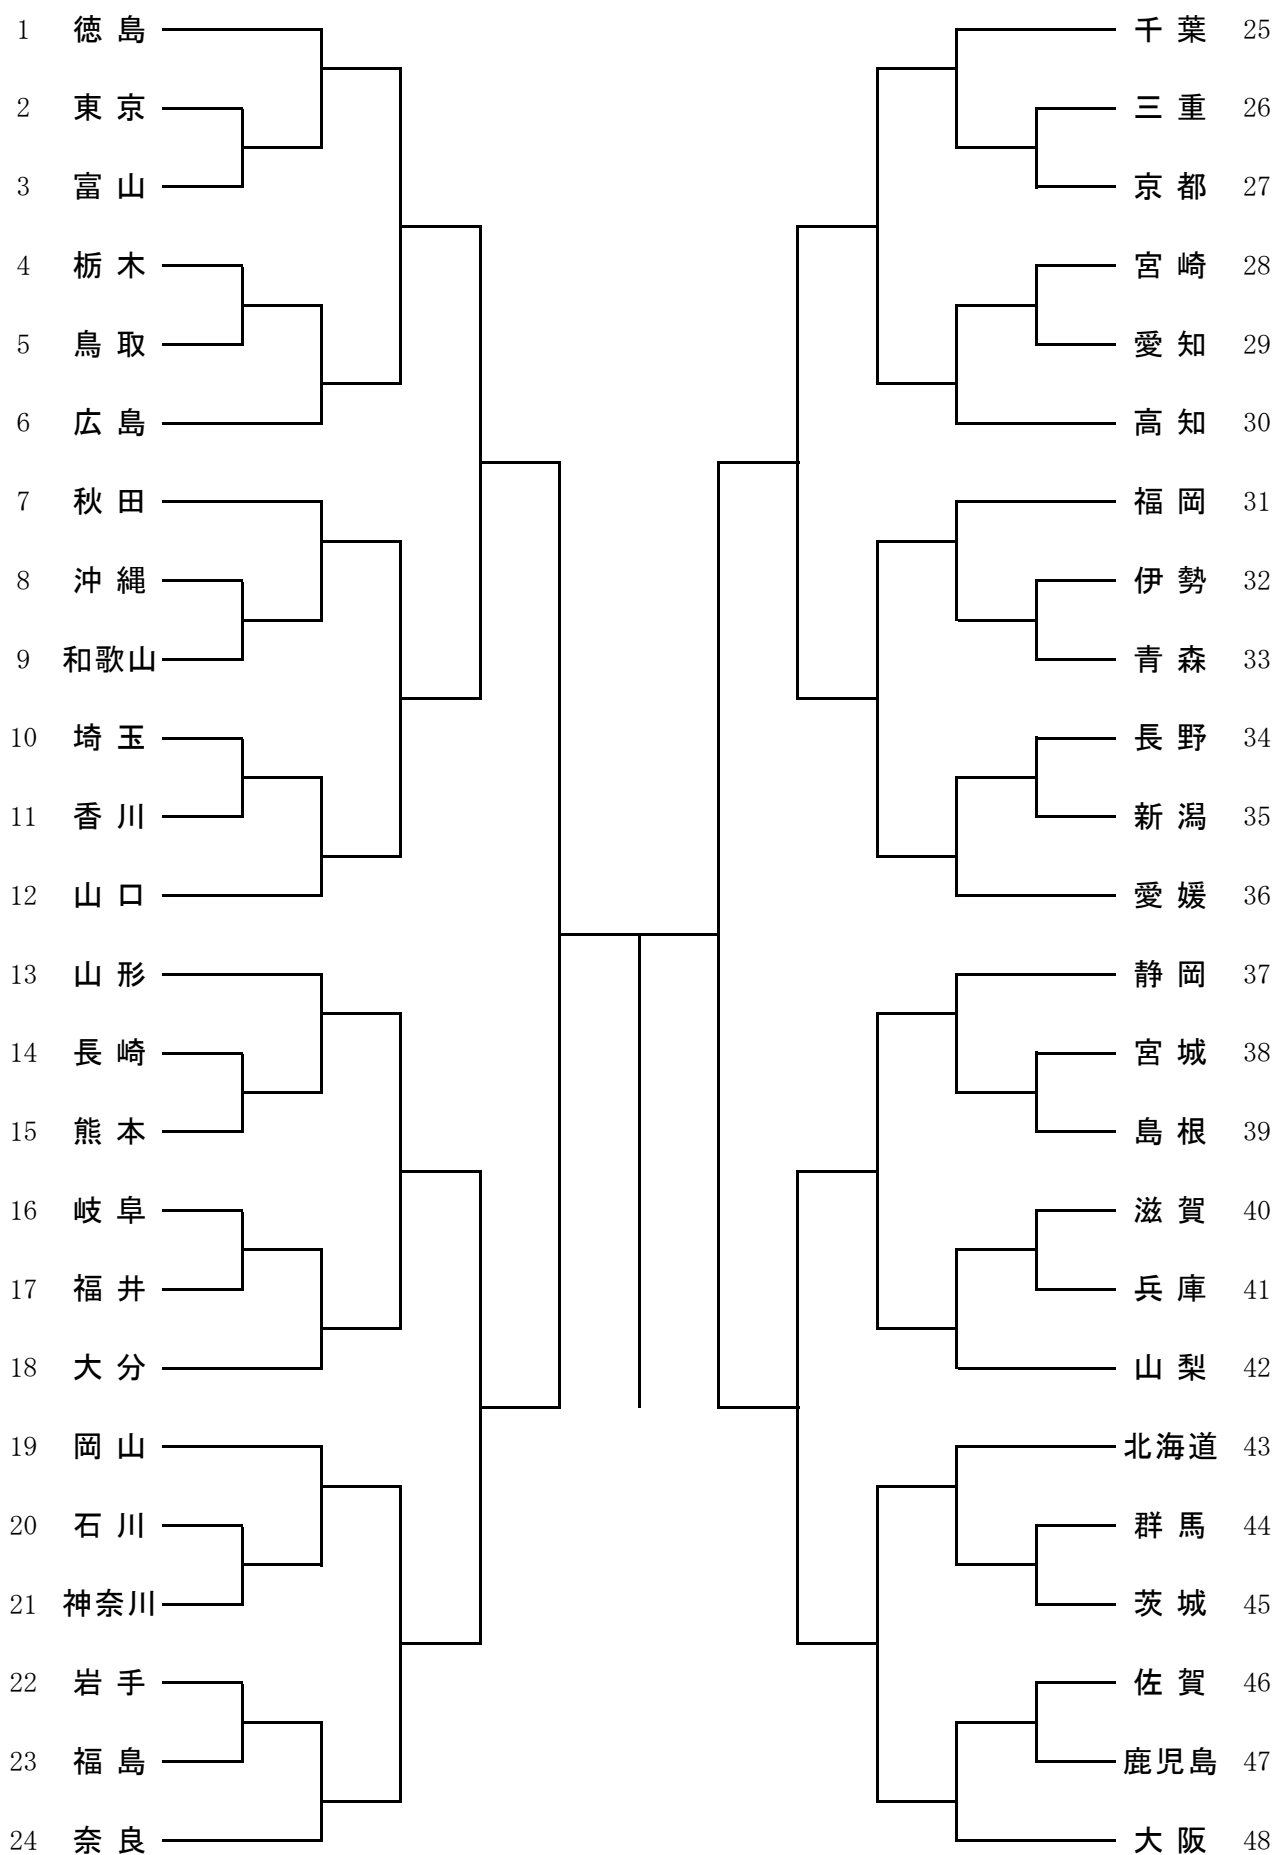 1 徳島 千葉 25
2 東京 三重 26
3 富山 京都 27
4 栃木 宮崎 28
5 鳥取 愛知 29
6 広島 高知 30
7 秋田 福岡 31
8 沖縄 伊勢 32
9 和歌山 青森 33
10 埼玉 長野 34
11 香川 新潟 35
12 山口 愛媛 36
13 山形 静岡 37
14 長崎 宮城 38
15 熊本 島根 39
16 岐阜 滋賀 40
17 福井 兵庫 41
18 大分 山梨 42
19 岡山 北海道 43
20 石川 群馬 44
21 神奈川 茨城 45
22 岩手 佐賀 46
23 福島 鹿児島 47
24 奈良 大阪 48